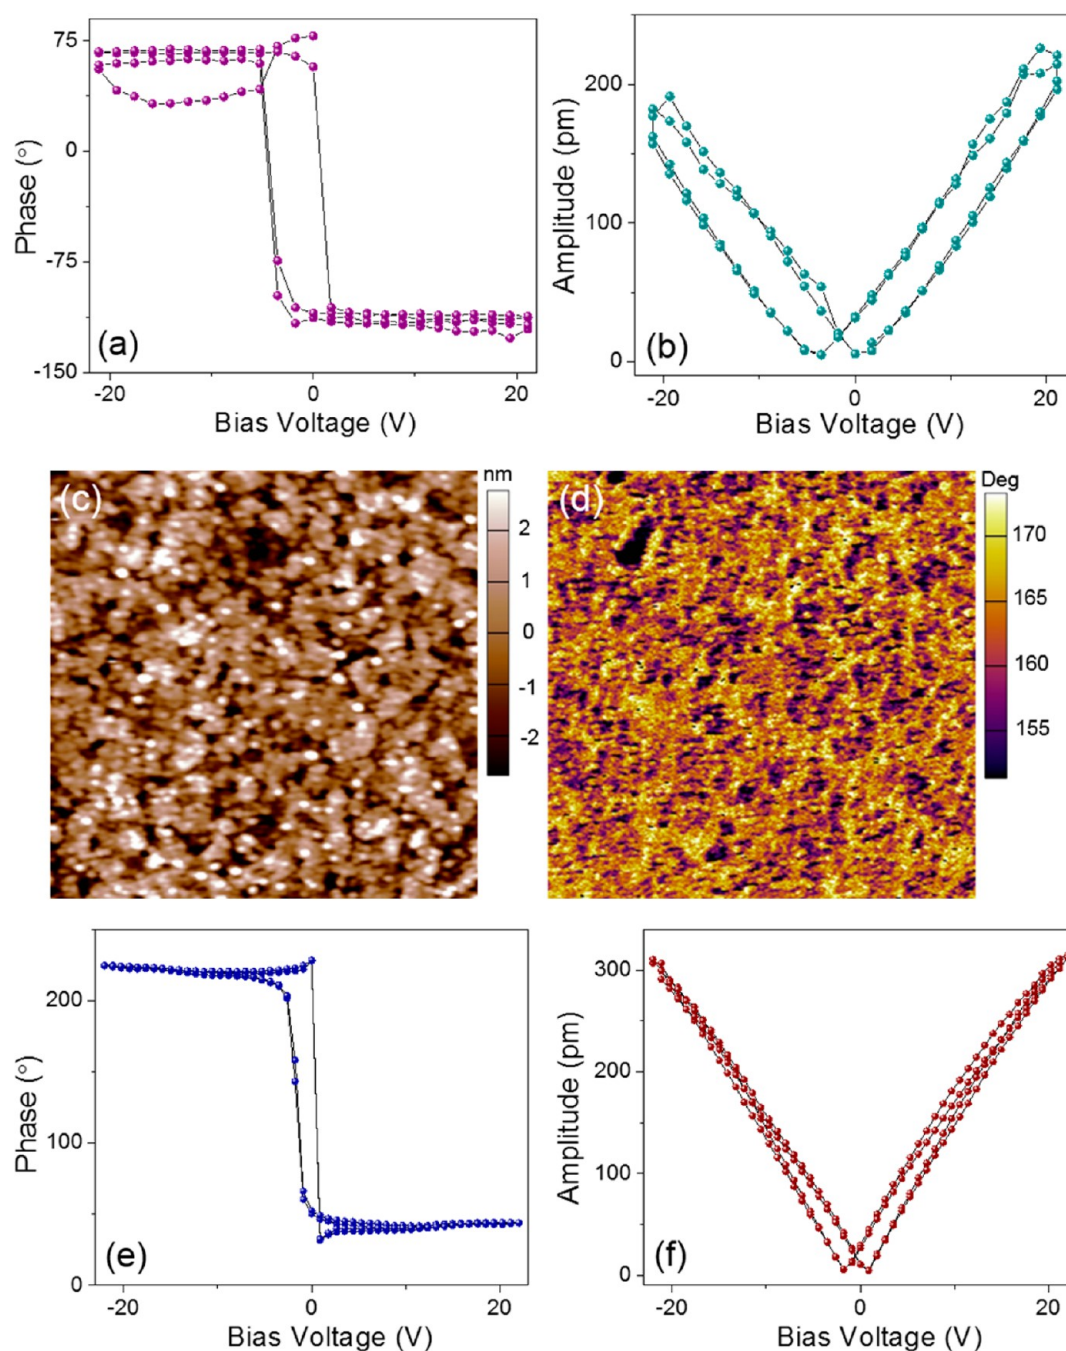 75
0
-75
-150
Phase (°)
(a)
-20
0
20
Bias Voltage (V)
200
100
0
Amplitude (pm)
(b)
-20
0
20
Bias Voltage (V)
(c)
nm
2
1
0
-1
-2
(d)
Deg
170
165
160
155
200
100
0
Phase (°)
(e)
-20
0
20
Bias Voltage (V)
300
200
100
0
Amplitude (pm)
(f)
-20
0
20
Bias Voltage (V)